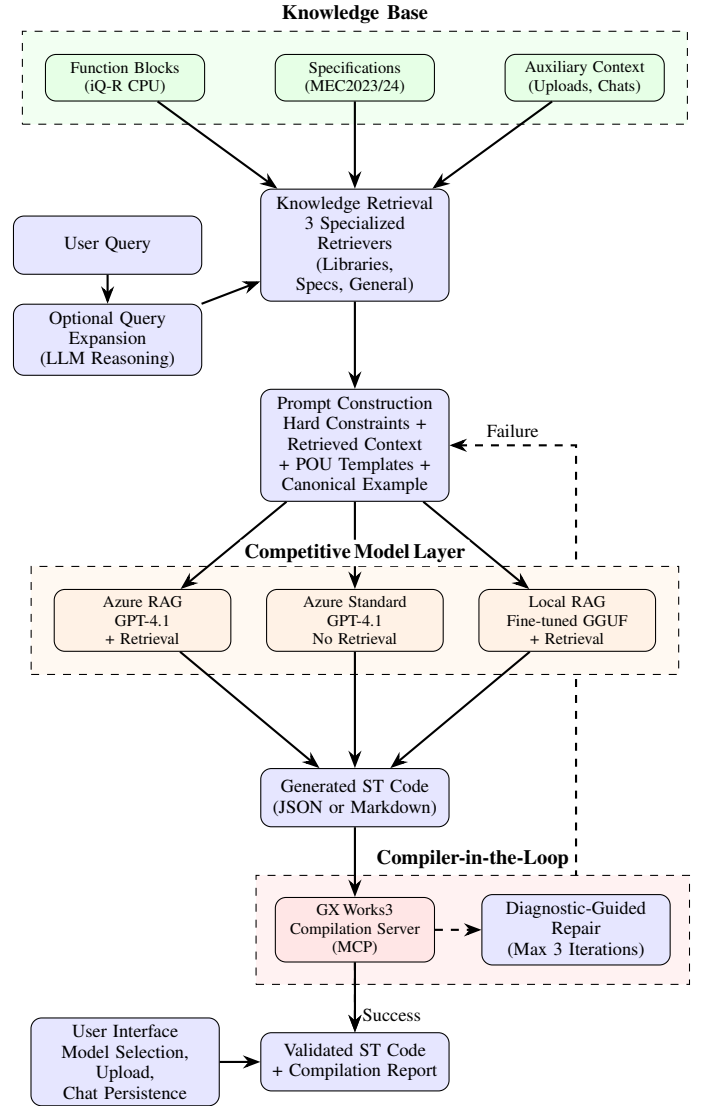 Knowledge Base
Function Blocks
(iQ-R CPU)
Specifications
(MEC2023/24)
Auxiliary Context
(Uploads, Chats)
Knowledge Retrieval
3 Specialized
Retrievers
(Libraries,
Specs, General)
User Query
Optional Query
Expansion
(LLM Reasoning)
Prompt Construction
Hard Constraints +
Retrieved Context
+ POU Templates +
Canonical Example
Failure
Competitive Model Layer
Azure RAG
GPT-4.1
+ Retrieval
Azure Standard
GPT-4.1
No Retrieval
Local RAG
Fine-tuned GGUF
+ Retrieval
Generated ST Code
(JSON or Markdown)
Compiler-in-the-Loop
GX Works3
Compilation Server
(MCP)
Diagnostic-Guided
Repair
(Max 3 Iterations)
Success
User Interface
Model Selection,
Upload,
Chat Persistence
Validated ST Code
+ Compilation Report